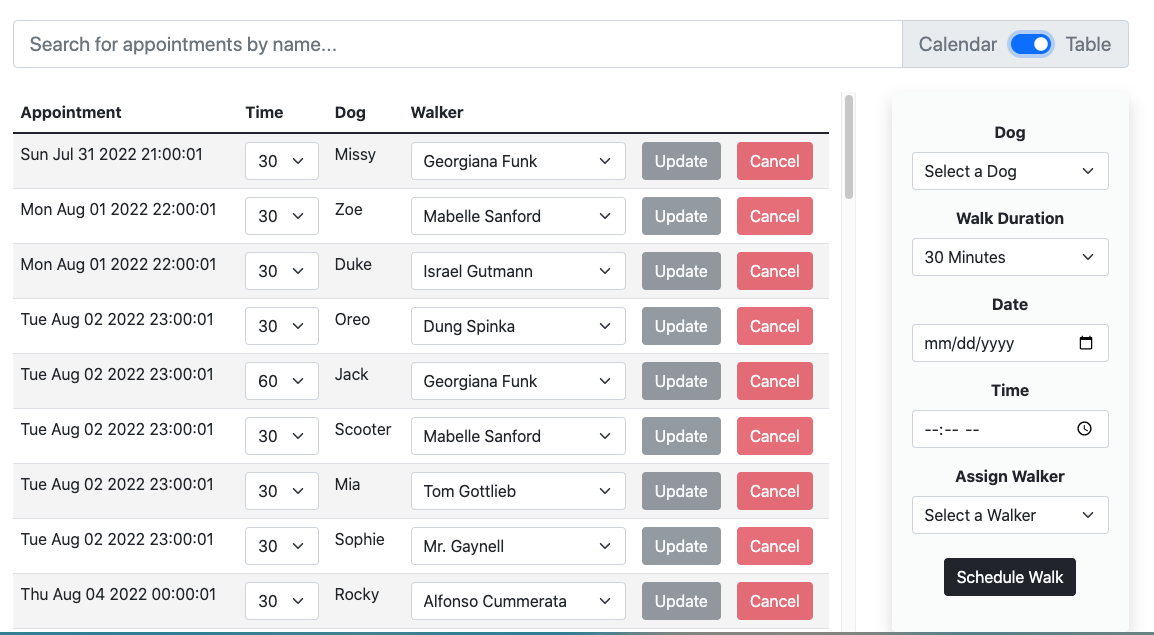 Search for appointments by name... Calendar Table
Appointment Time Dog Walker
Sun Jul 31 2022 21:00:01 30 Missy Georgiana Funk Update Cancel
Mon Aug 01 2022 22:00:01 30 Zoe Mabelle Sanford Update Cancel
Mon Aug 01 2022 22:00:01 30 Duke Israel Gutmann Update Cancel
Tue Aug 02 2022 23:00:01 30 Oreo Dung Spinka Update Cancel
Tue Aug 02 2022 23:00:01 60 Jack Georgiana Funk Update Cancel
Tue Aug 02 2022 23:00:01 30 Scooter Mabelle Sanford Update Cancel
Tue Aug 02 2022 23:00:01 30 Mia Tom Gottlieb Update Cancel
Tue Aug 02 2022 23:00:01 30 Sophie Mr. Gaynell Update Cancel
Thu Aug 04 2022 00:00:01 30 Rocky Alfonso Cummerata Update Cancel
Dog
Select a Dog
Walk Duration
30 Minutes
Date
mm/dd/yyyy
Time
--:-- --
Assign Walker
Select a Walker
Schedule Walk